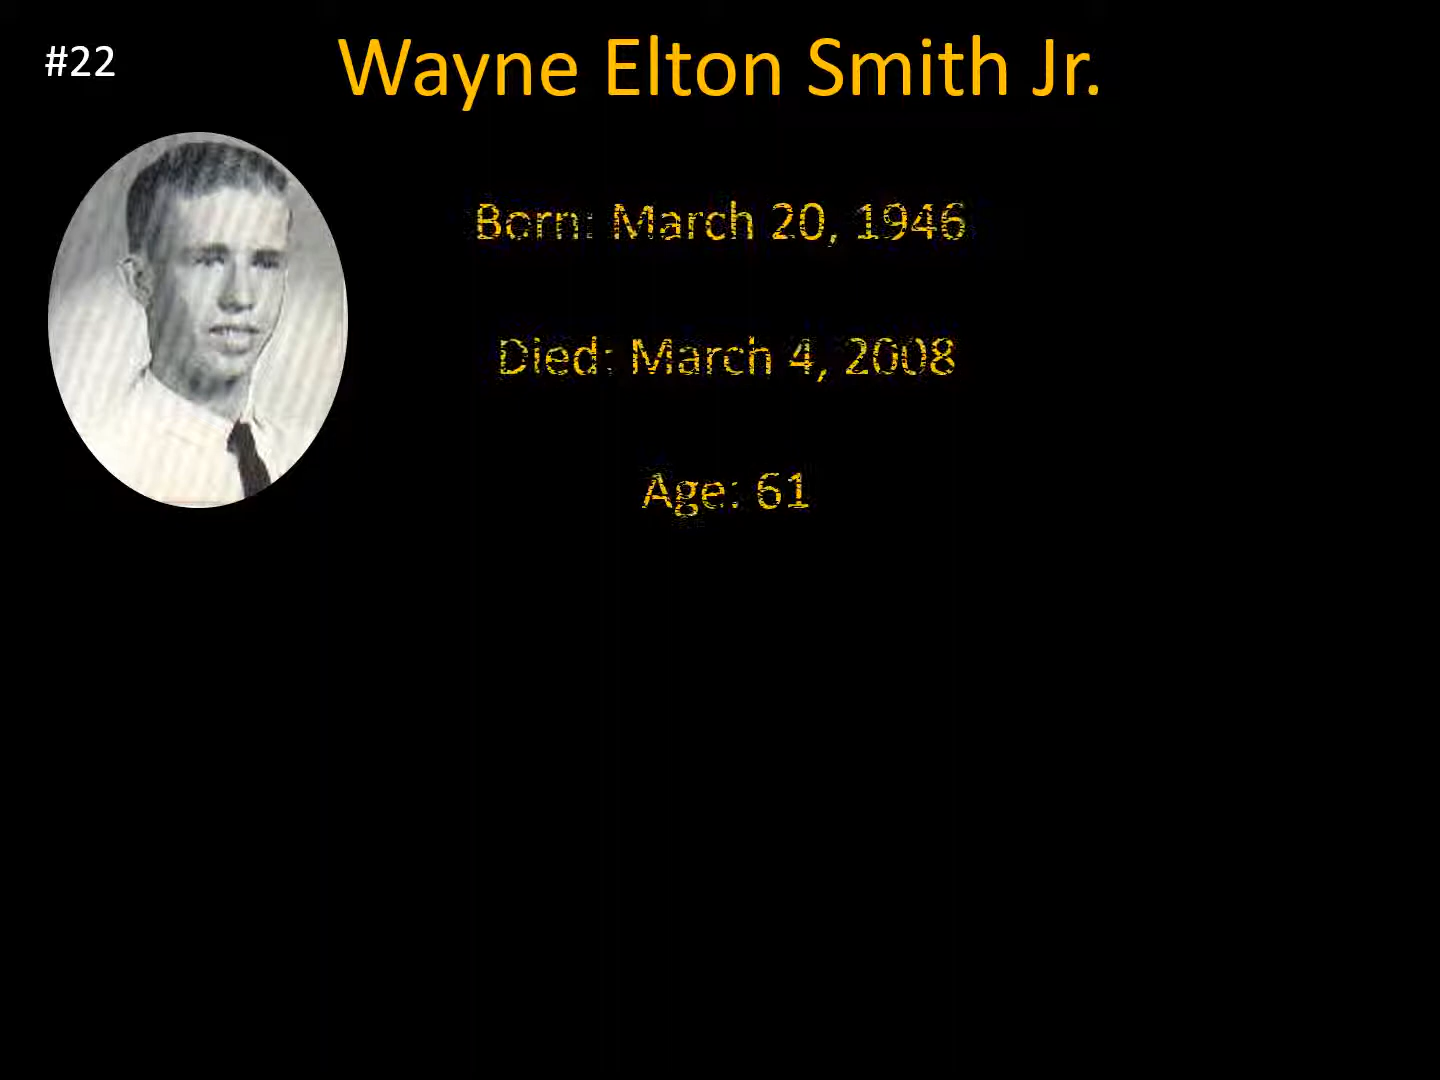 #22
Wayne Elton Smith Jr.
Born: March 20, 1946
Died: March 4, 2008
Age: 61